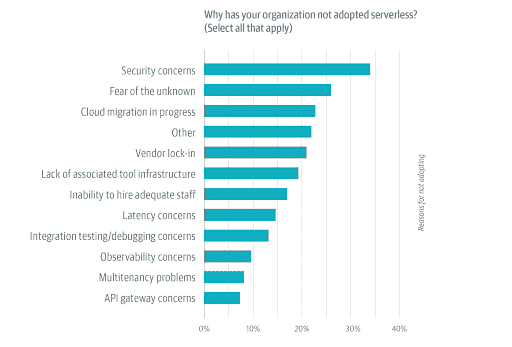 Why has your organization not adopted serverless?
(Select all that apply)
Security concerns
Fear of the unknown
Cloud migration in progress
Other
Vendor lock-in
Lack of associated tool infrastructure
Inability to hire adequate staff
Latency concerns
Integration testing/debugging concerns
Observability concerns
Multitenancy problems
API gateway concerns
Reasons for not adopting
0% 10% 20% 30% 40%